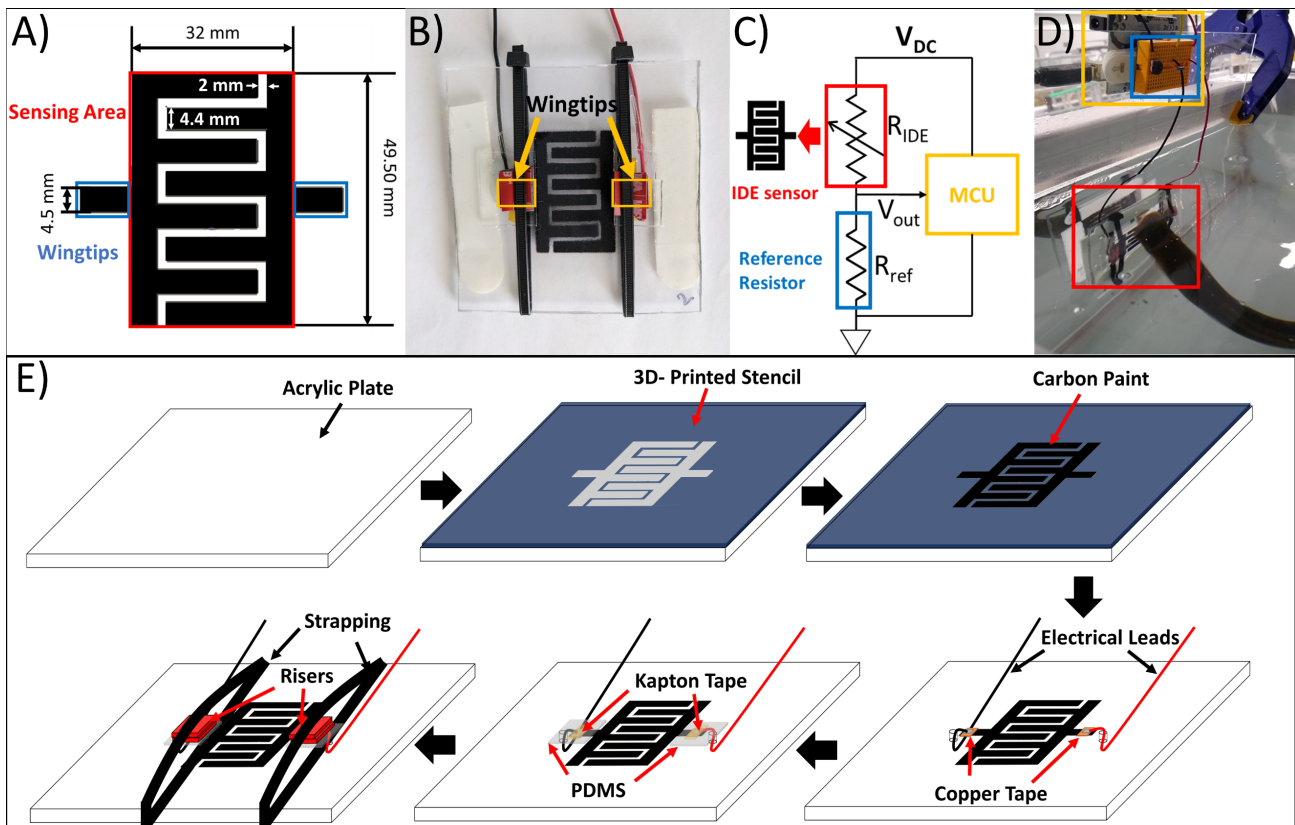 A)
32 mm
2 mm
Sensing Area
4.4 mm
49.50 mm
4.5 mm
Wingtips
B)
Wingtips
2
C)
VDC
RIDE
IDE sensor
MCU
Vout
Reference
Resistor
Rref
D)
E)
Acrylic Plate
3D- Printed Stencil
Carbon Paint
Strapping
Risers
Kapton Tape
PDMS
Electrical Leads
Copper Tape